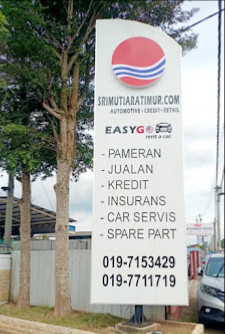 SRIMUTIARATIMUR.COM
AUTOMOTIVE • CREDIT • RETAIL
EASYGO
rent a car
- PAMERAN
- JUALAN
- KREDIT
- INSURANS
- CAR SERVIS
- SPARE PART
019-7153429
019-7711719